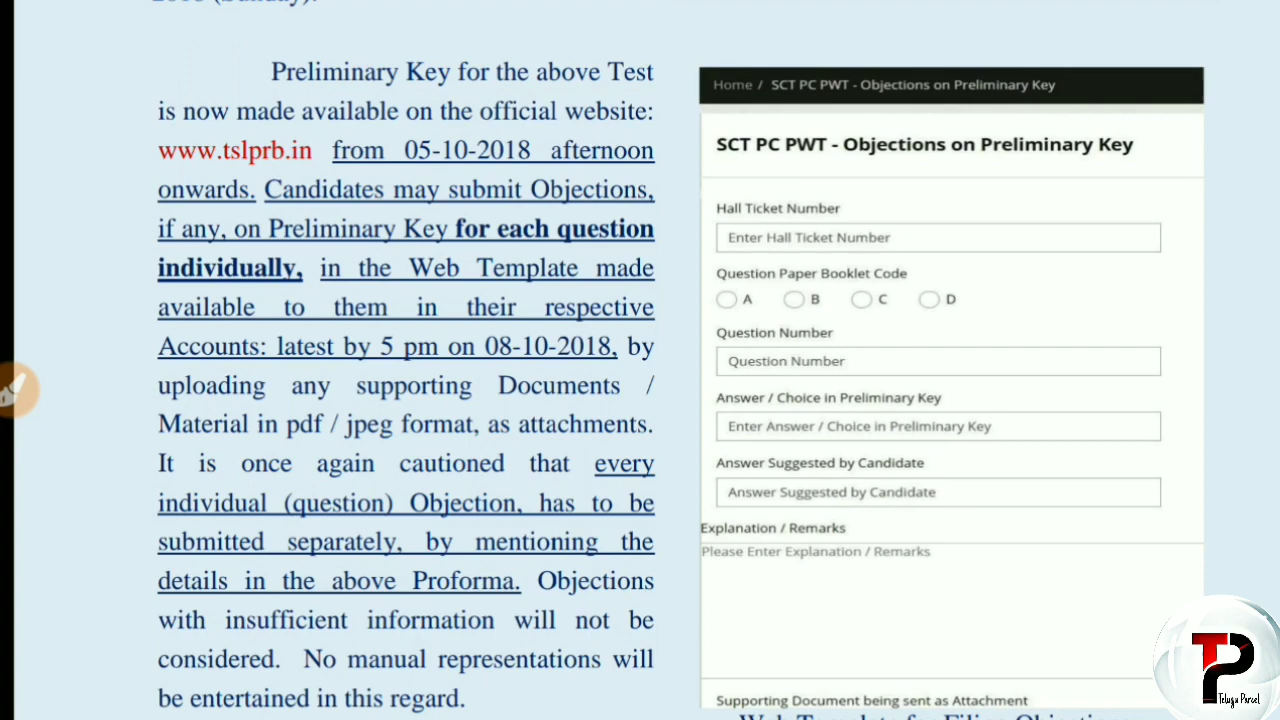 2018 (Sunday).
Preliminary Key for the above Test
is now made available on the official website:
www.tslprb.in from 05-10-2018 afternoon
onwards. Candidates may submit Objections,
if any, on Preliminary Key for each question
individually, in the Web Template made
available to them in their respective
Accounts: latest by 5 pm on 08-10-2018, by
uploading any supporting Documents /
Material in pdf / jpeg format, as attachments.
It is once again cautioned that every
individual (question) Objection, has to be
submitted separately, by mentioning the
details in the above Proforma. Objections
with insufficient information will not be
considered. No manual representations will
be entertained in this regard.
Home / SCT PC PWT - Objections on Preliminary Key
SCT PC PWT - Objections on Preliminary Key
Hall Ticket Number
Enter Hall Ticket Number
Question Paper Booklet Code
A B C D
Question Number
Question Number
Answer / Choice in Preliminary Key
Enter Answer / Choice in Preliminary Key
Answer Suggested by Candidate
Answer Suggested by Candidate
Explanation / Remarks
Please Enter Explanation / Remarks
Supporting Document being sent as Attachment
Web Template for Filing Objection
TP
Telugu Parcel